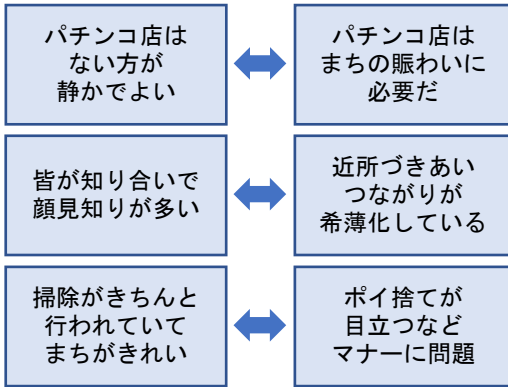 パチンコ店は
ない方が
静かでよい
パチンコ店は
まちの賑わいに
必要だ
皆が知り合いで
顔見知りが多い
近所づきあい
つながりが
希薄化している
掃除がきちんと
行われていて
まちがきれい
ポイ捨てが
目立つなど
マナーに問題